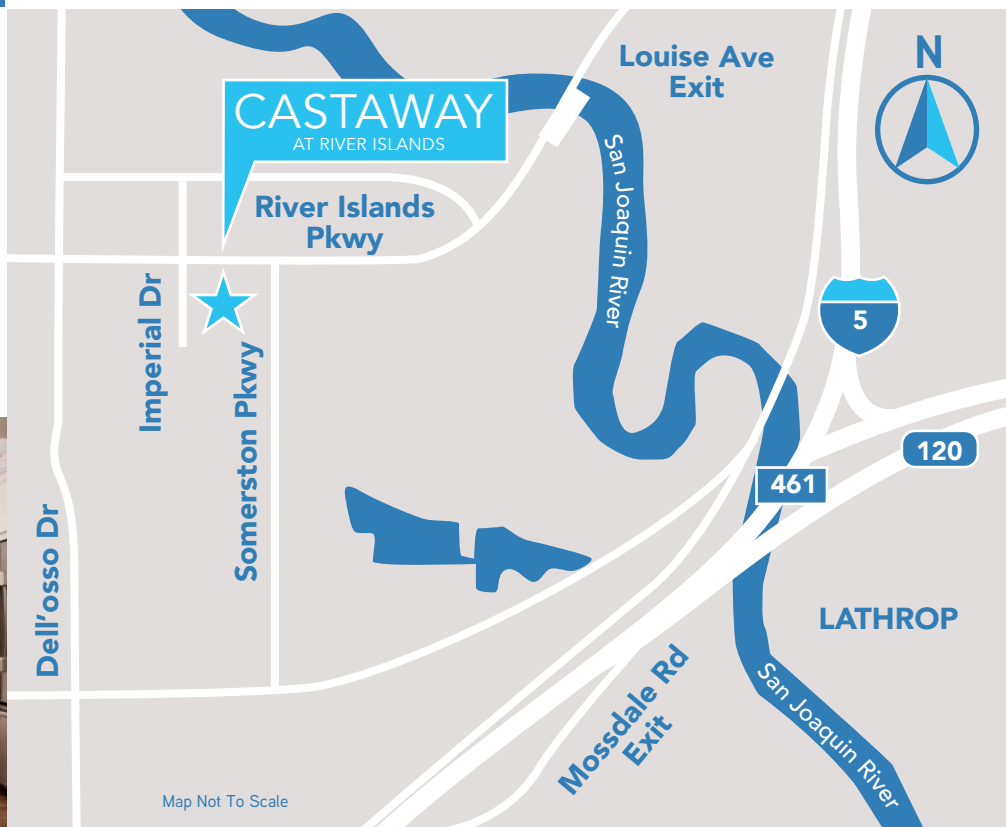 Louise Ave
Exit
N
CASTAWAY
AT RIVER ISLANDS
San Joaquin River
River Islands
Pkwy
Imperial Dr
5
Somerston Pkwy
120
461
Dell'osso Dr
LATHROP
Mossdale Rd
Exit
San Joaquin River
Map Not To Scale